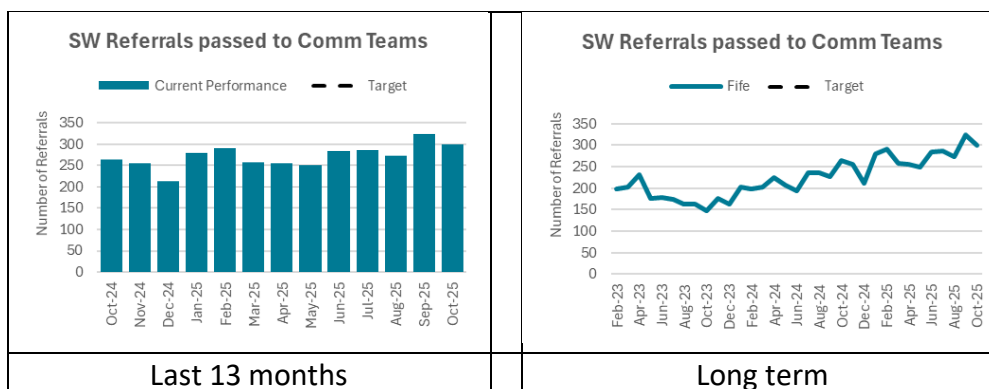 SW Referrals passed to Comm Teams
Current Performance
Target
Number of Referrals
350
300
250
200
150
100
50
0
Oct-24
Nov-24
Dec-24
Jan-25
Feb-25
Mar-25
Apr-25
May-25
Jun-25
Jul-25
Aug-25
Sep-25
Oct-25
Last 13 months
SW Referrals passed to Comm Teams
Fife
Target
Number of Referrals
350
300
250
200
150
100
50
0
Feb-23
Apr-23
Jun-23
Aug-23
Oct-23
Dec-23
Feb-24
Apr-24
Jun-24
Aug-24
Oct-24
Dec-24
Feb-25
Apr-25
Jun-25
Aug-25
Oct-25
Long term